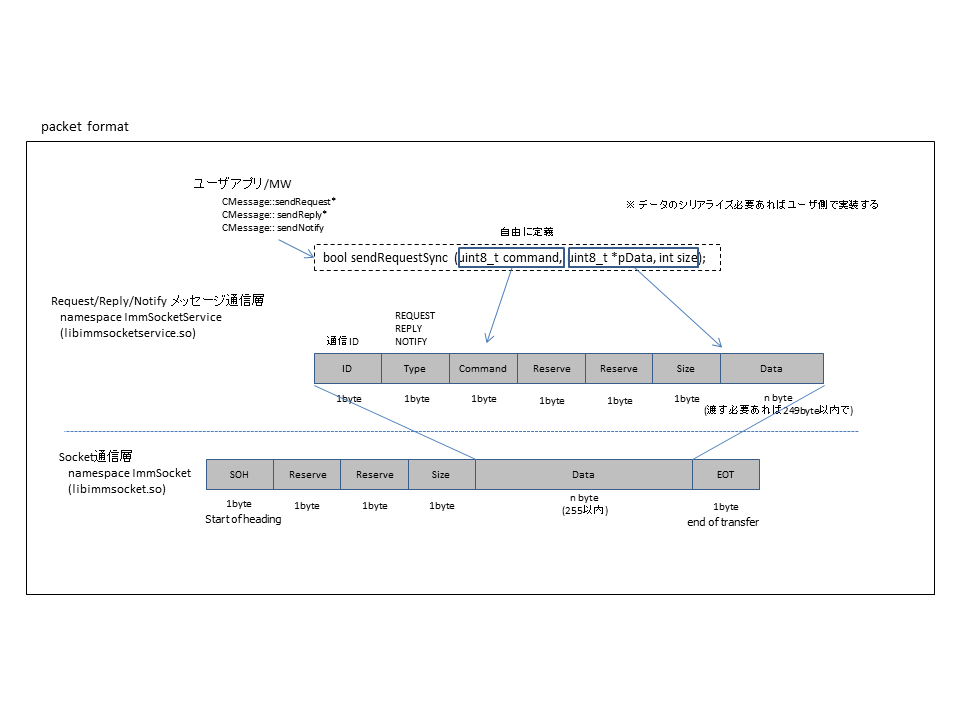 packet format
ユーザアプリ/MW
CMessage::sendRequest*
CMessage:: sendReply*
CMessage:: sendNotify
※ データのシリアライズ必要あればユーザ側で実装する
自由に定義
bool sendRequestSync (uint8_t command, uint8_t *pData, int size);
Request/Reply/Notify メッセージ通信層
namespace ImmSocketService
(libimmsocketservice.so)
通信ID
REQUEST
REPLY
NOTIFY
ID Type Command Reserve Reserve Size Data
1byte 1byte 1byte 1byte 1byte 1byte n byte
(渡す必要あれば249byte以内で)
Socket通信層
namespace ImmSocket
(libimmsocket.so)
SOH Reserve Reserve Size Data EOT
1byte 1byte 1byte 1byte n byte 1byte
Start of heading (255以内) end of transfer